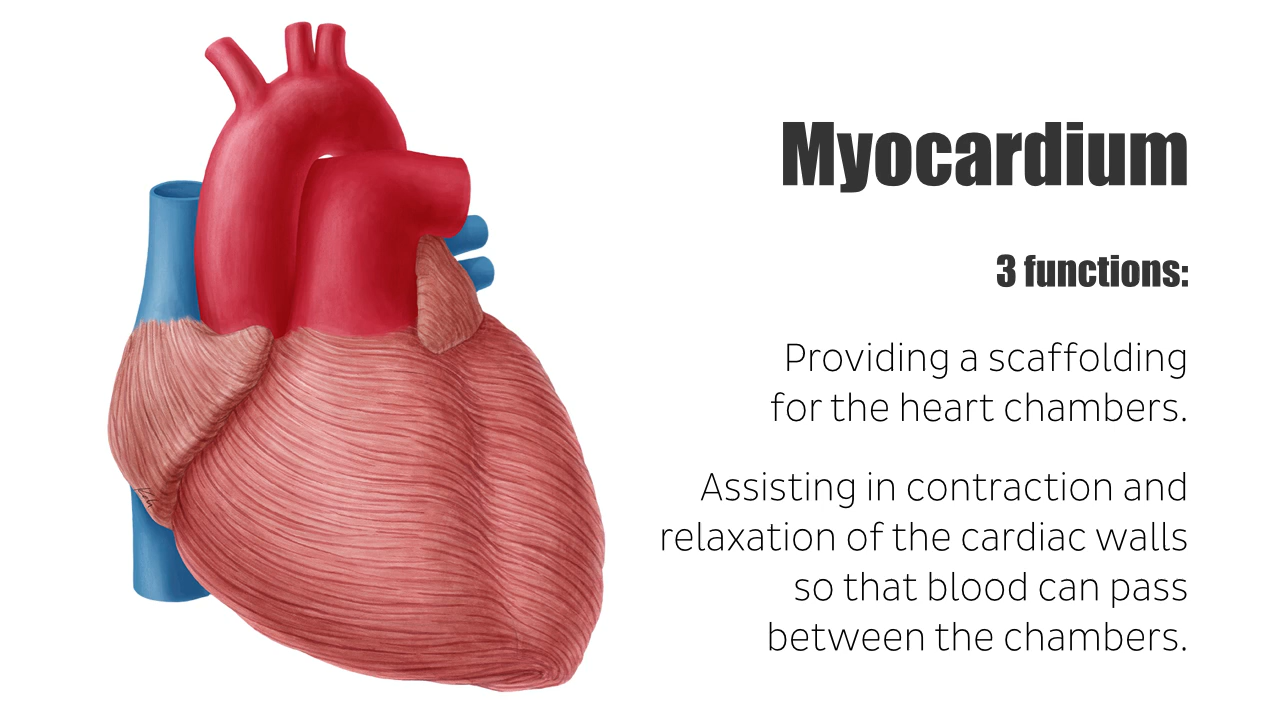 Myocardium
3 functions:
Providing a scaffolding
for the heart chambers.
Assisting in contraction and
relaxation of the cardiac walls
so that blood can pass
between the chambers.